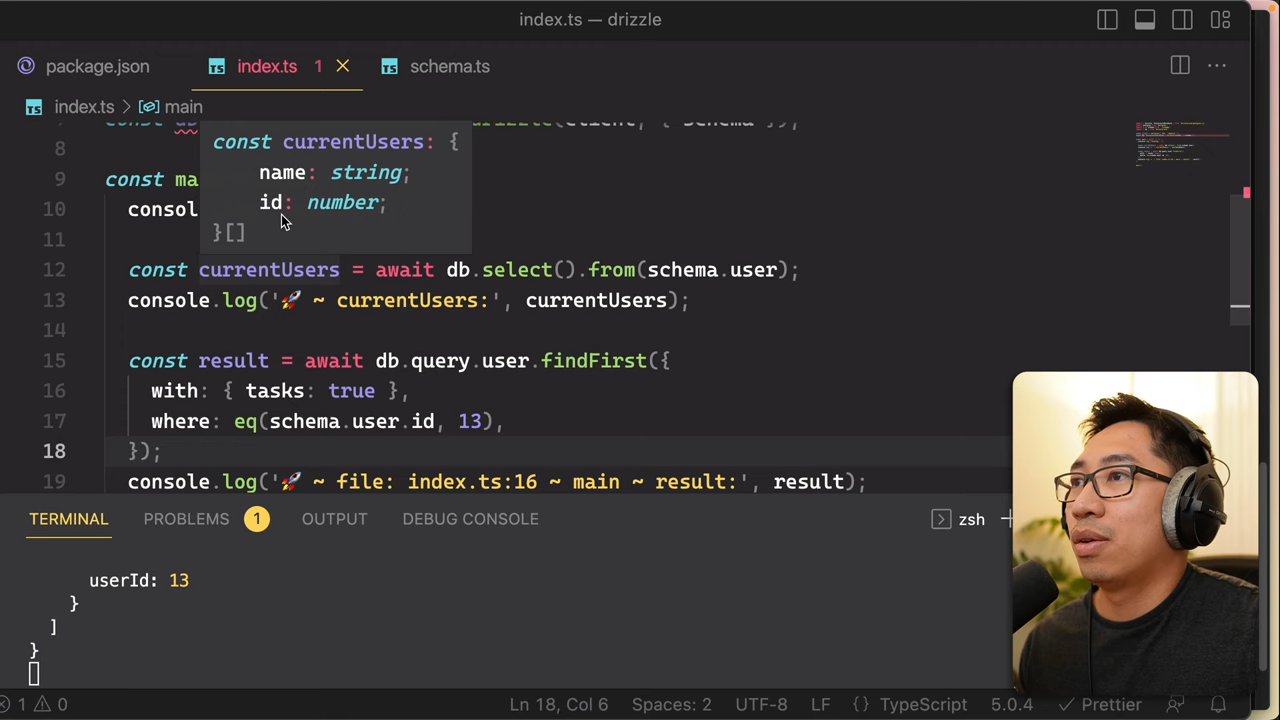 index.ts — drizzle
package.json
TS index.ts 1
TS schema.ts
TS index.ts > main
8
9 const ma
10 consol
11
12 const currentUsers = await db.select().from(schema.user);
13 console.log('🚀 ~ currentUsers:', currentUsers);
14
15 const result = await db.query.user.findFirst({
16 with: { tasks: true },
17 where: eq(schema.user.id, 13),
18 });
19 console.log('🚀 ~ file: index.ts:16 ~ main ~ result:', result);
const currentUsers: {
name: string;
id: number;
}[]
TERMINAL PROBLEMS 1 OUTPUT DEBUG CONSOLE
zsh
userId: 13
}
]
}
1 0
Ln 18, Col 6 Spaces: 2 UTF-8 LF {} TypeScript 5.0.4 ✓ Prettier